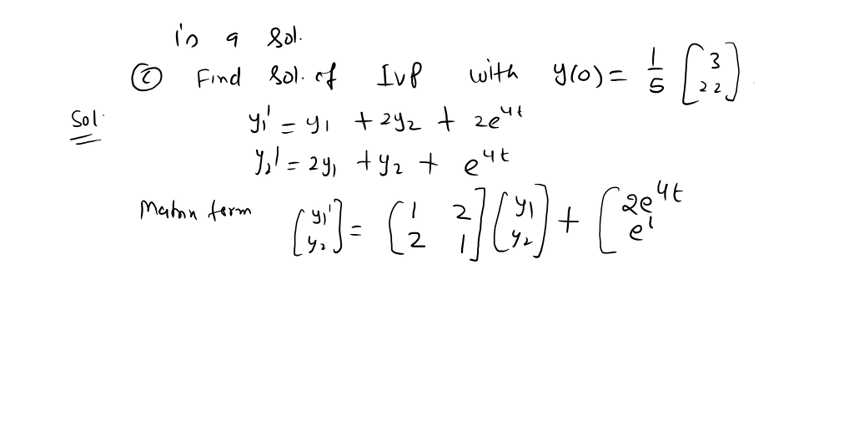 is a sol.
(c) Find sol. of IVP with y(0) = 1/5 [3 22]
Sol. y1' = y1 + 2y2 + 2e^4t
y2' = 2y1 + y2 + e^4t
Matrix form [y1' y2'] = [1 2 2 1] [y1 y2] + [2e^4t e^1